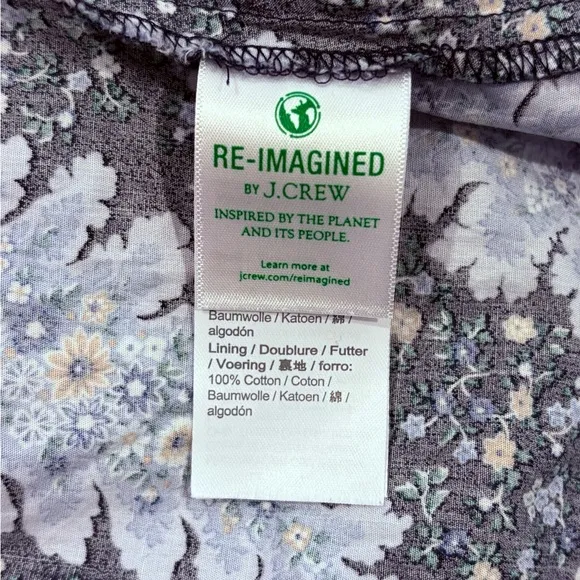 RE-IMAGINED
BY J.CREW
INSPIRED BY THE PLANET
AND ITS PEOPLE.
Learn more at
jcrew.com/reimagined
Baumwolle / Katoen / 綿 /
algodón
Lining / Doublure / Futter
/ Voering / 裏地 / forro:
100% Cotton / Coton /
Baumwolle / Katoen / 綿 /
algodón